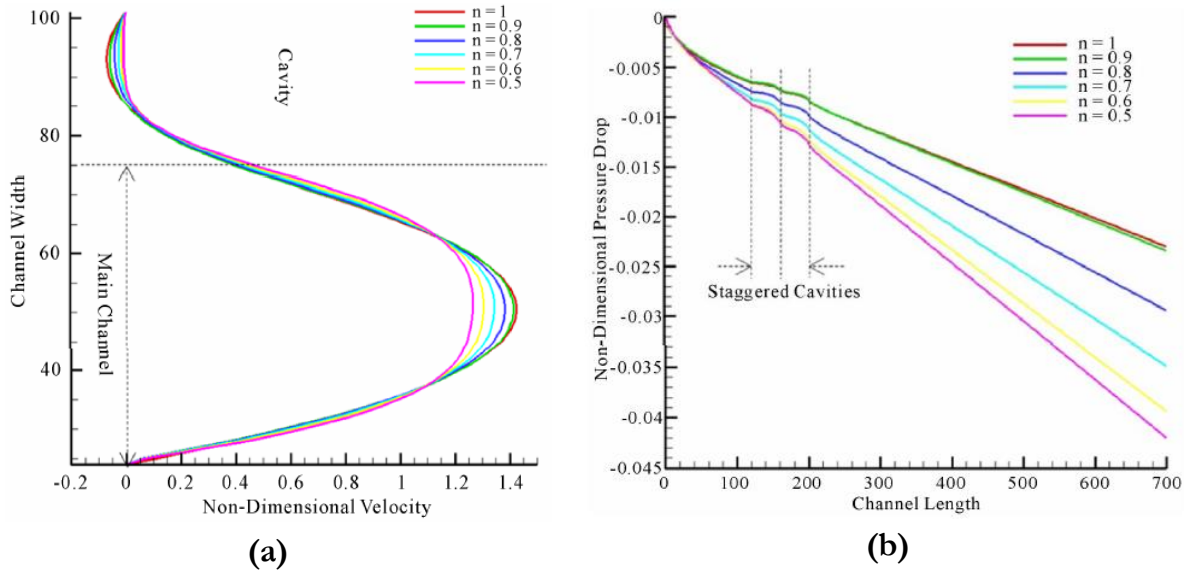 100
80
60
40
Channel Width
n = 1
n = 0.9
n = 0.8
n = 0.7
n = 0.6
n = 0.5
Cavity
Main Channel
-0.2
0
0.2
0.4
0.6
0.8
1
1.2
1.4
Non-Dimensional Velocity
(a)
0
-0.005
-0.01
-0.015
-0.02
-0.025
-0.03
-0.035
-0.04
-0.045
Non-Dimensional Pressure Drop
n = 1
n = 0.9
n = 0.8
n = 0.7
n = 0.6
n = 0.5
Staggered Cavities
0
100
200
300
400
500
600
700
Channel Length
(b)